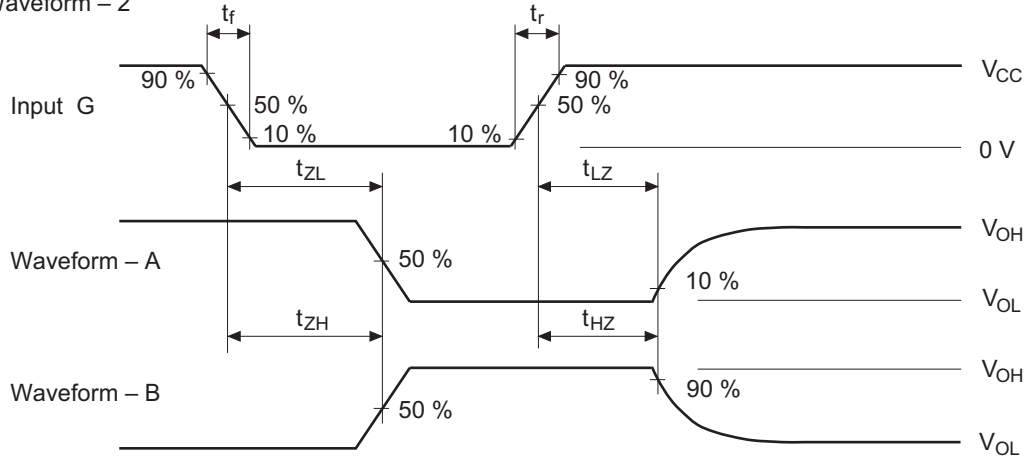 Waveform – 2
tf
tr
90 %
90 %
VCC
Input G
50 %
50 %
10 %
10 %
0 V
tZL
tLZ
VOH
Waveform – A
50 %
10 %
VOL
tZH
tHZ
VOH
Waveform – B
90 %
50 %
VOL